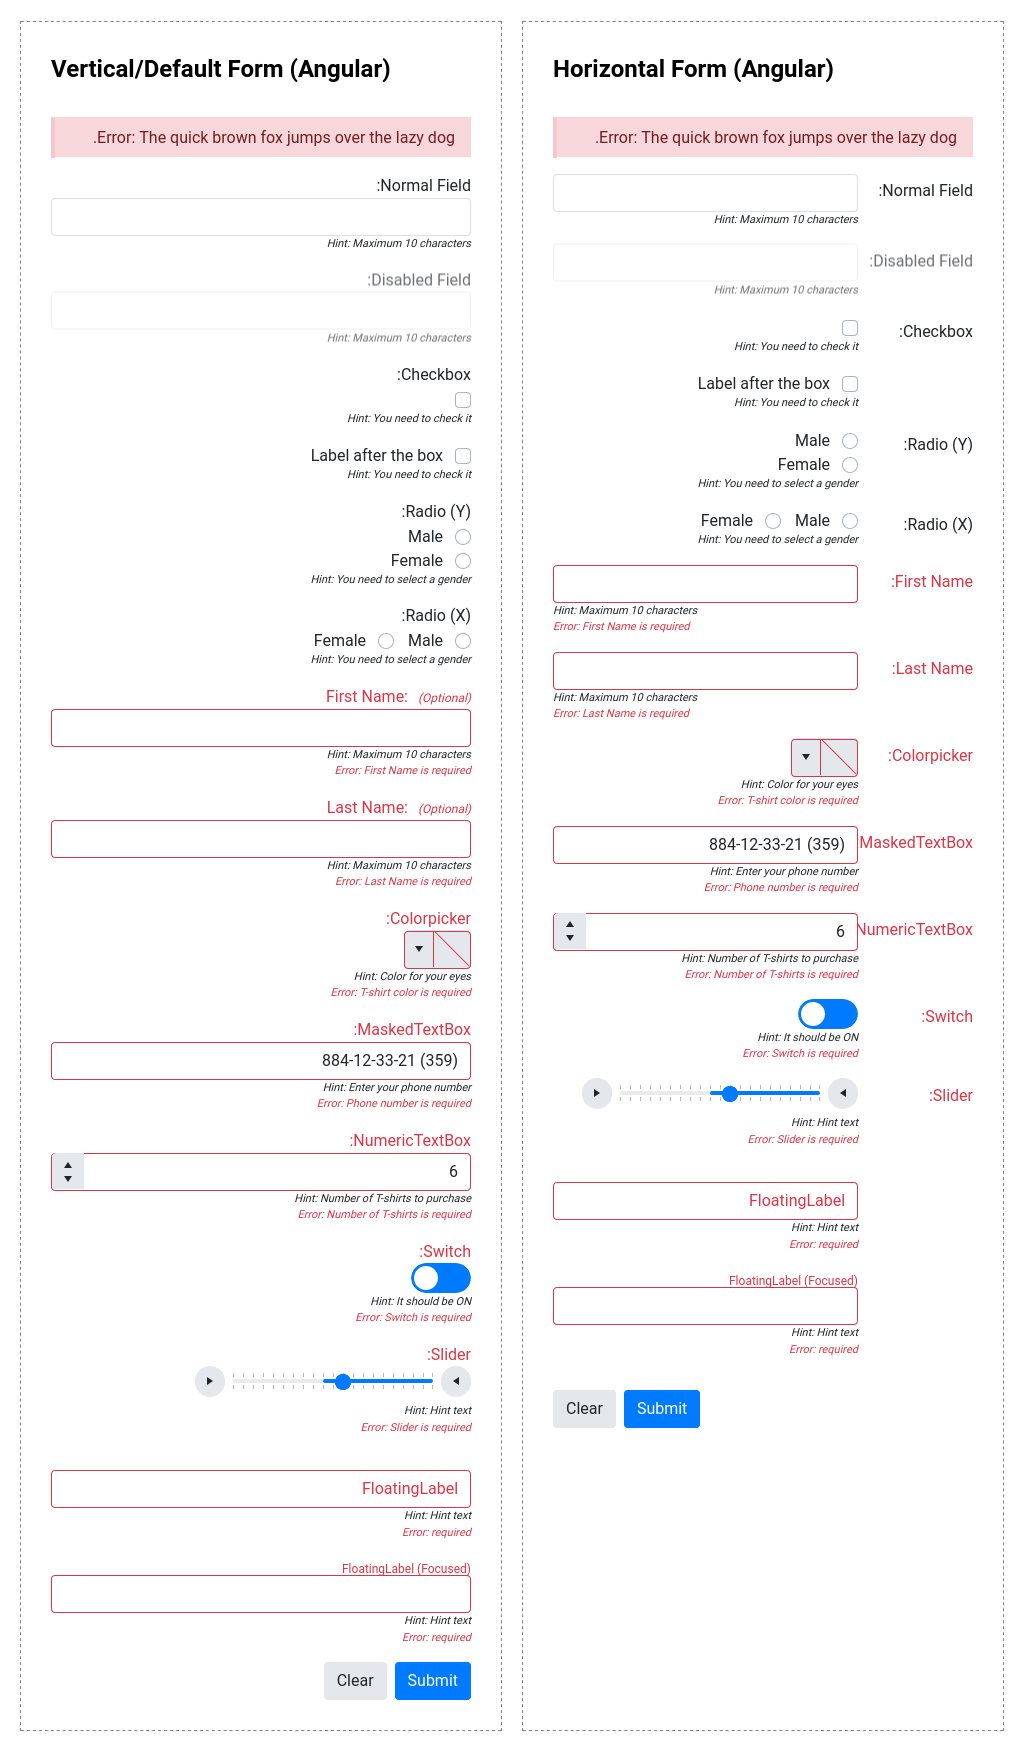 Vertical/Default Form (Angular)
.Error: The quick brown fox jumps over the lazy dog
:Normal Field
Hint: Maximum 10 characters
:Disabled Field
Hint: Maximum 10 characters
:Checkbox
Hint: You need to check it
Label after the box
Hint: You need to check it
:Radio (Y)
Male
Female
Hint: You need to select a gender
:Radio (X)
Female Male
Hint: You need to select a gender
First Name: (Optional)
Hint: Maximum 10 characters
Error: First Name is required
Last Name: (Optional)
Hint: Maximum 10 characters
Error: Last Name is required
:Colorpicker
Hint: Color for your eyes
Error: T-shirt color is required
:MaskedTextBox
884-12-33-21 (359)
Hint: Enter your phone number
Error: Phone number is required
:NumericTextBox
6
Hint: Number of T-shirts to purchase
Error: Number of T-shirts is required
:Switch
Hint: It should be ON
Error: Switch is required
:Slider
Hint: Hint text
Error: Slider is required
FloatingLabel
Hint: Hint text
Error: required
FloatingLabel (Focused)
Hint: Hint text
Error: required
Clear Submit
Horizontal Form (Angular)
.Error: The quick brown fox jumps over the lazy dog
:Normal Field
Hint: Maximum 10 characters
:Disabled Field
Hint: Maximum 10 characters
:Checkbox
Hint: You need to check it
Label after the box
Hint: You need to check it
:Radio (Y)
Male
Female
Hint: You need to select a gender
:Radio (X)
Female Male
Hint: You need to select a gender
:First Name
Hint: Maximum 10 characters
Error: First Name is required
:Last Name
Hint: Maximum 10 characters
Error: Last Name is required
:Colorpicker
Hint: Color for your eyes
Error: T-shirt color is required
MaskedTextBox
884-12-33-21 (359)
Hint: Enter your phone number
Error: Phone number is required
NumericTextBox
6
Hint: Number of T-shirts to purchase
Error: Number of T-shirts is required
:Switch
Hint: It should be ON
Error: Switch is required
:Slider
Hint: Hint text
Error: Slider is required
FloatingLabel
Hint: Hint text
Error: required
FloatingLabel (Focused)
Hint: Hint text
Error: required
Clear Submit